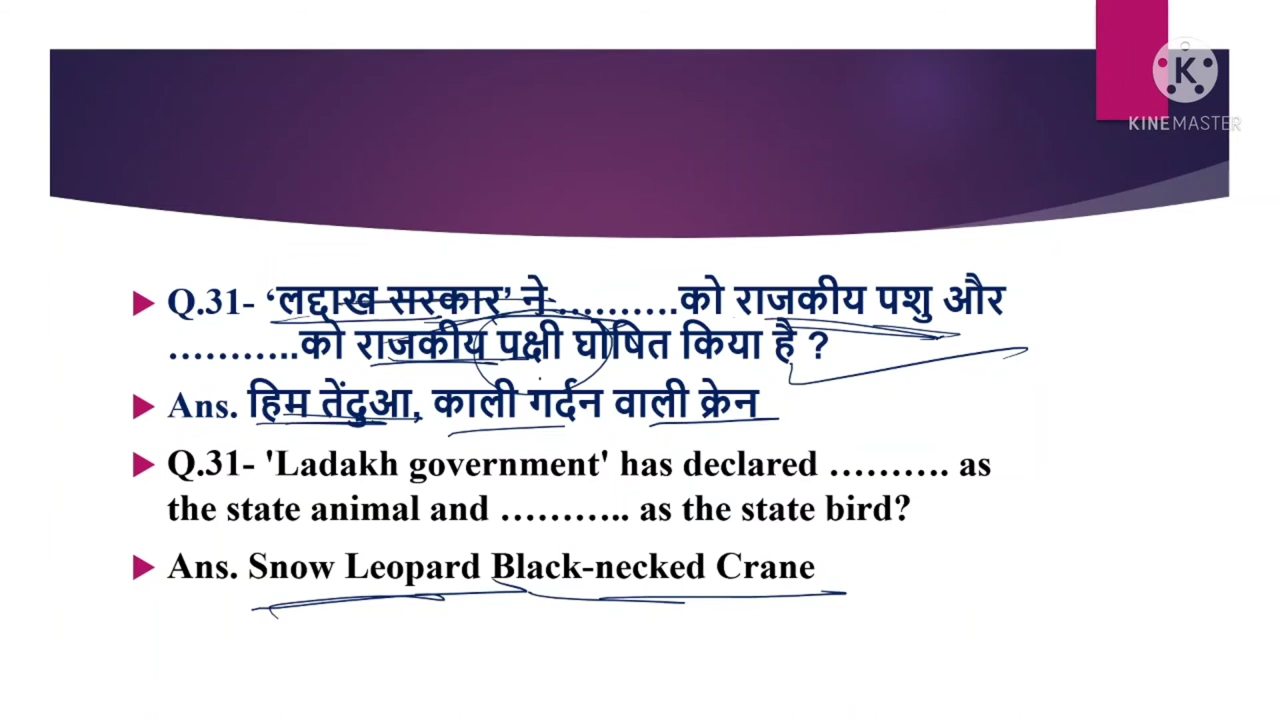 K
KINEMASTER
Q.31- ‘लद्दाख सरकार’ ने ……….को राजकीय पशु और
………..को राजकीय पक्षी घोषित किया है ?
Ans. हिम तेंदुआ, काली गर्दन वाली क्रेन
Q.31- 'Ladakh government' has declared ………. as
the state animal and ……….. as the state bird?
Ans. Snow Leopard Black-necked Crane